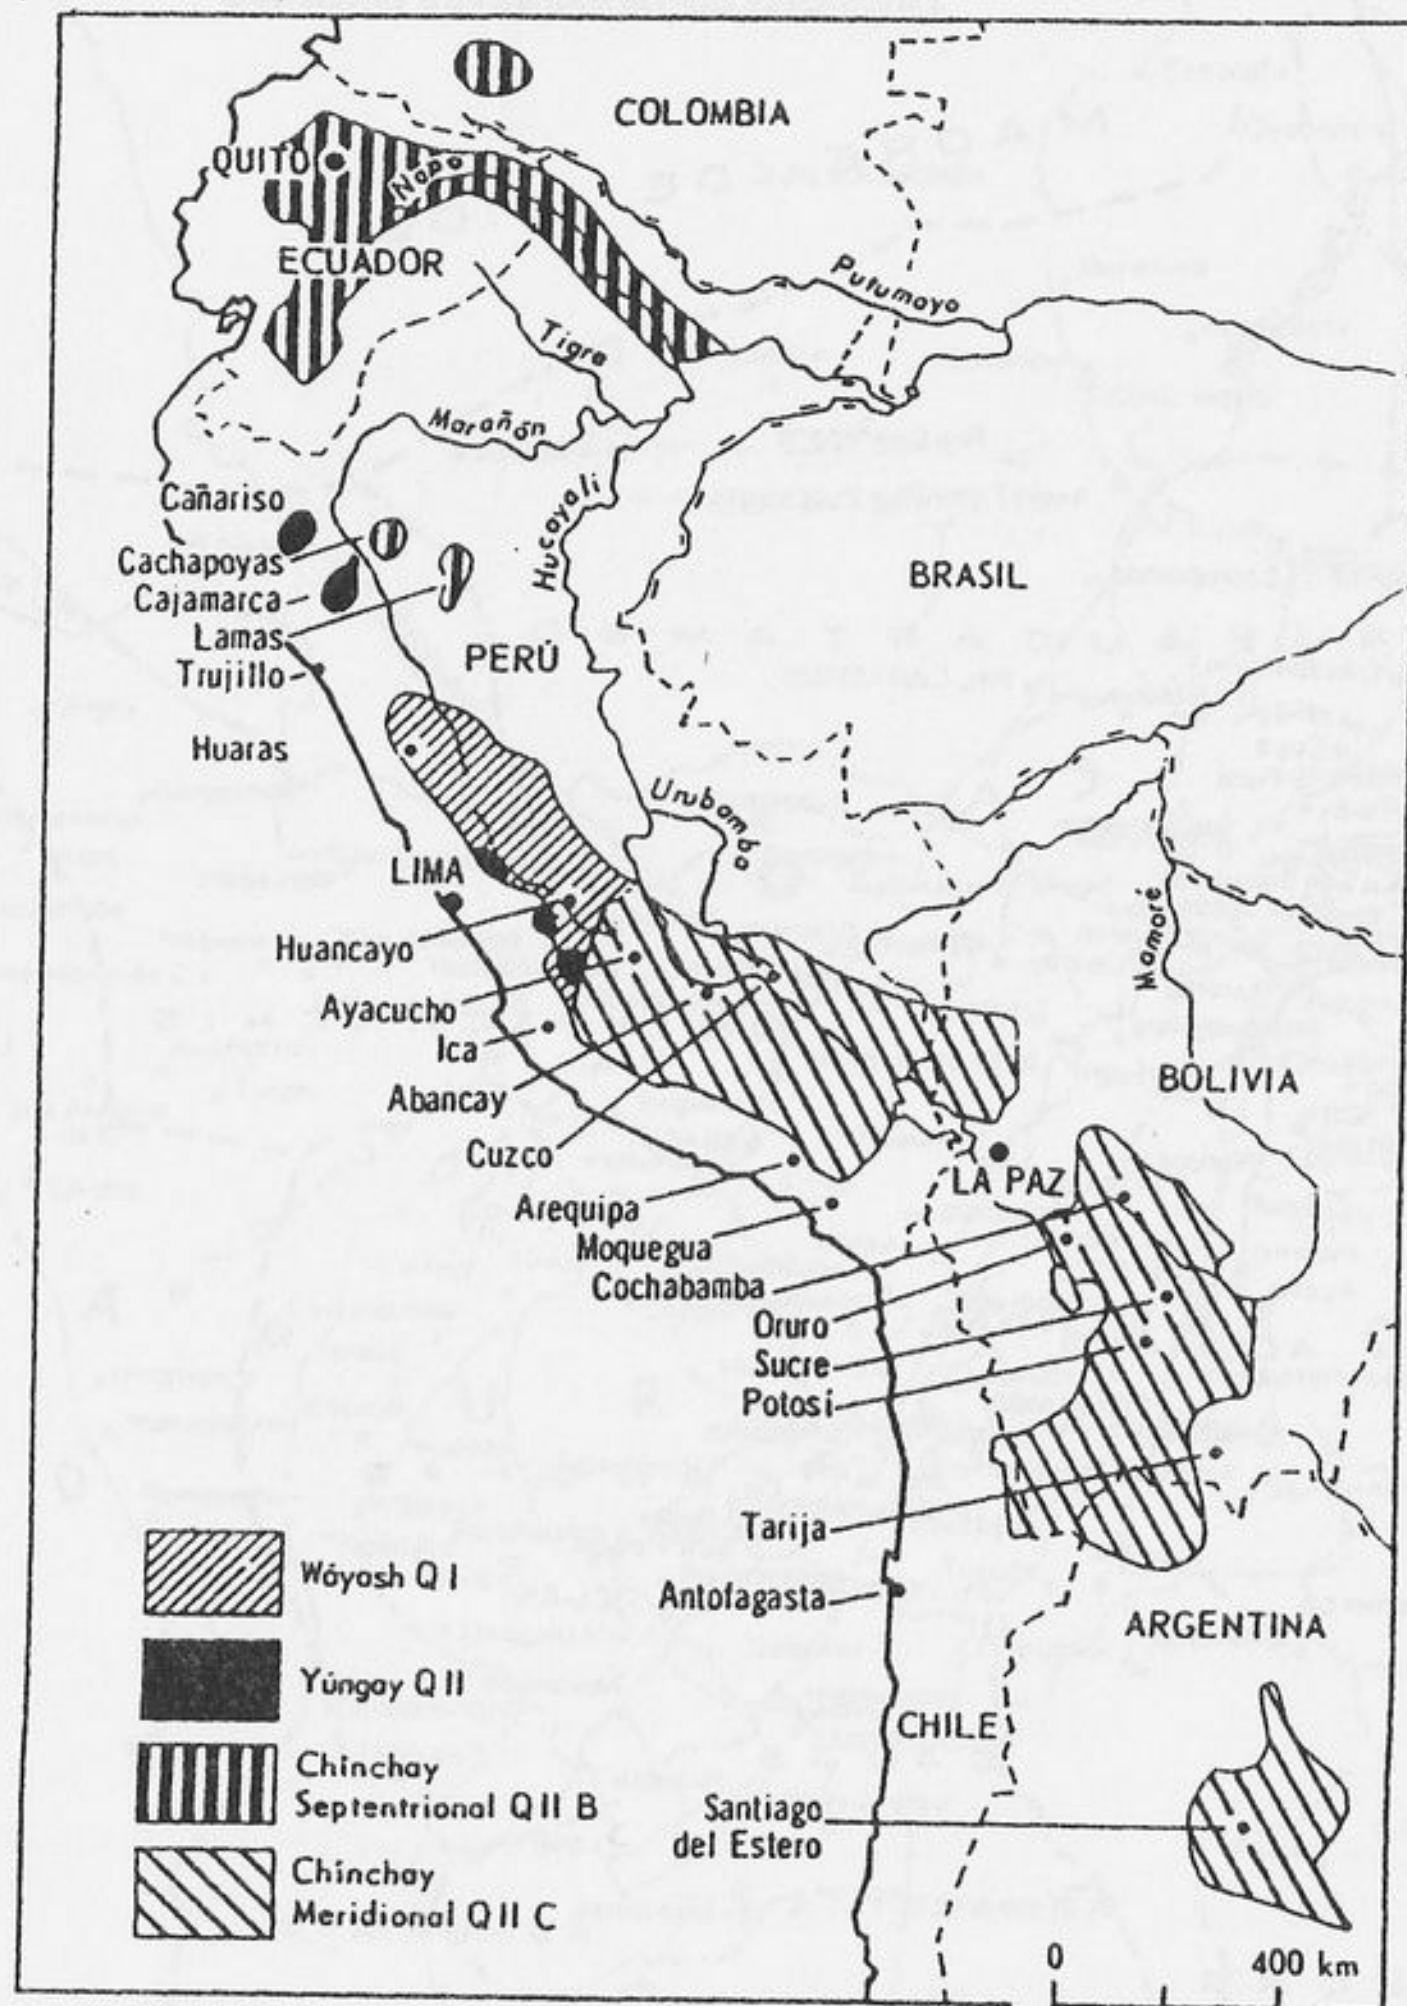 COLOMBIA
QUITO
Napo
ECUADOR
Putumayo
Tigre
Marañón
Cañariso
Hucayali
Cachapoyas
BRASIL
Cajamarca
Lamas
PERÚ
Trujillo
Huaras
Urubamba
LIMA
Mamoré
Huancayo
Ayacucho
Ica
BOLIVIA
Abancay
Cuzco
LA PAZ
Arequipa
Moquegua
Cochabamba
Oruro
Sucre
Potosí
Tarija
Wáyash Q I
Antofagasta
ARGENTINA
Yúngay Q II
CHILE
Chinchay
Septentrional Q II B
Santiago
del Estero
Chinchay
Meridional Q II C
0 400 km